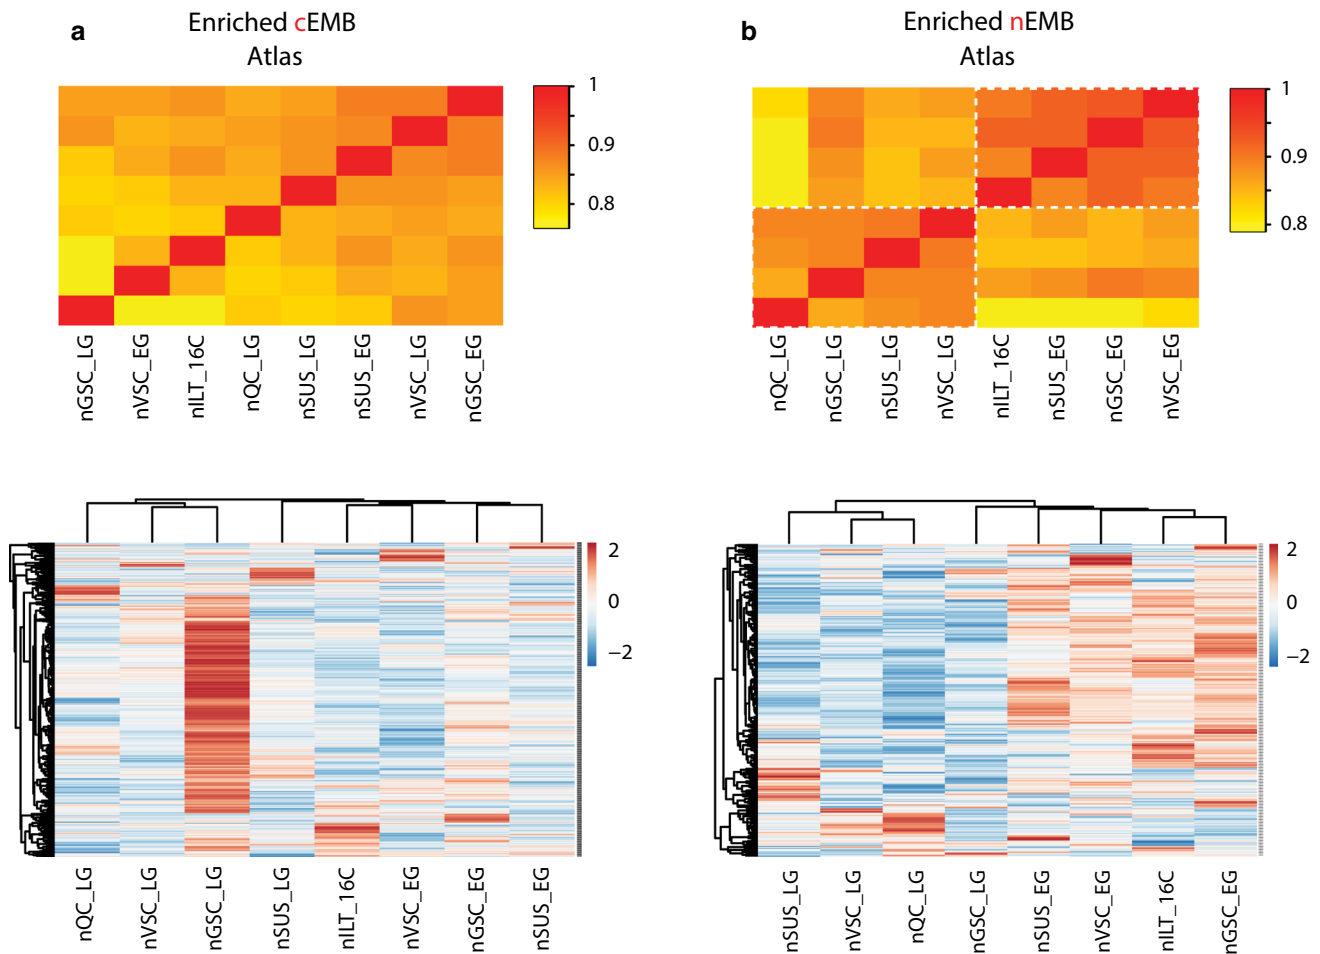 a
Enriched cEMB
Atlas
1
0.9
0.8
nGSC_LG
nVSC_EG
nILT_16C
nQC_LG
nSUS_LG
nSUS_EG
nVSC_LG
nGSC_EG
b
Enriched nEMB
Atlas
1
0.9
0.8
nQC_LG
nGSC_LG
nSUS_LG
nVSC_LG
nILT_16C
nSUS_EG
nGSC_EG
nVSC_EG
2
0
−2
nQC_LG
nVSC_LG
nGSC_LG
nSUS_LG
nILT_16C
nVSC_EG
nGSC_EG
nSUS_EG
2
0
−2
nSUS_LG
nVSC_LG
nQC_LG
nGSC_LG
nSUS_EG
nVSC_EG
nILT_16C
nGSC_EG